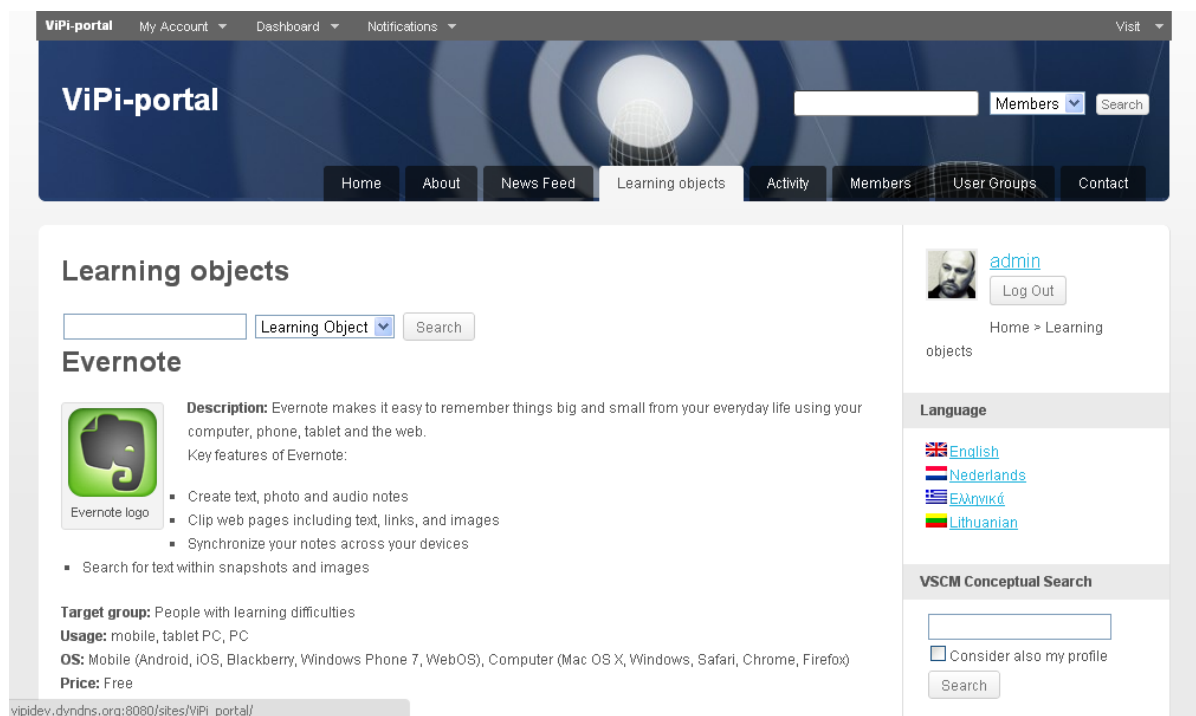 ViPi-portal My Account Dashboard Notifications Visit
ViPi-portal
Members Search
Home About News Feed Learning objects Activity Members User Groups Contact
Learning objects
Learning Object Search
Evernote
Description: Evernote makes it easy to remember things big and small from your everyday life using your
computer, phone, tablet and the web.
Key features of Evernote:
Evernote logo
Create text, photo and audio notes
Clip web pages including text, links, and images
Synchronize your notes across your devices
Search for text within snapshots and images
Target group: People with learning difficulties
Usage: mobile, tablet PC, PC
OS: Mobile (Android, iOS, Blackberry, Windows Phone 7, WebOS), Computer (Mac OS X, Windows, Safari, Chrome, Firefox)
Price: Free
admin
Log Out
Home > Learning
objects
Language
English
Nederlands
Ελληνικά
Lithuanian
VSCM Conceptual Search
Consider also my profile
Search
vipidev.dyndns.org:8080/sites/ViPi_portal/